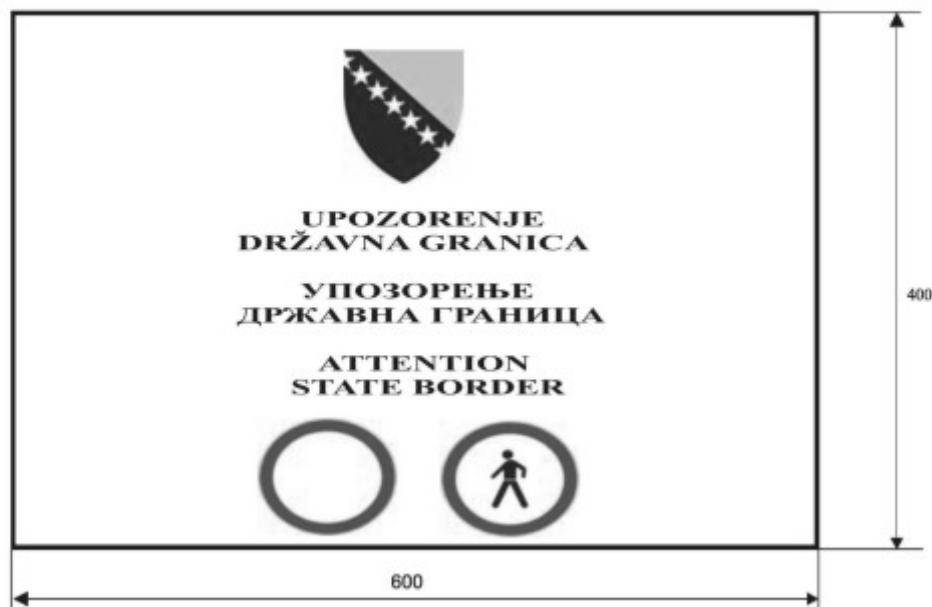 UPOZORENJE
DRŽAVNA GRANICA
УПОЗОРЕЊЕ
ДРЖАВНА ГРАНИЦА
ATTENTION
STATE BORDER
400
600